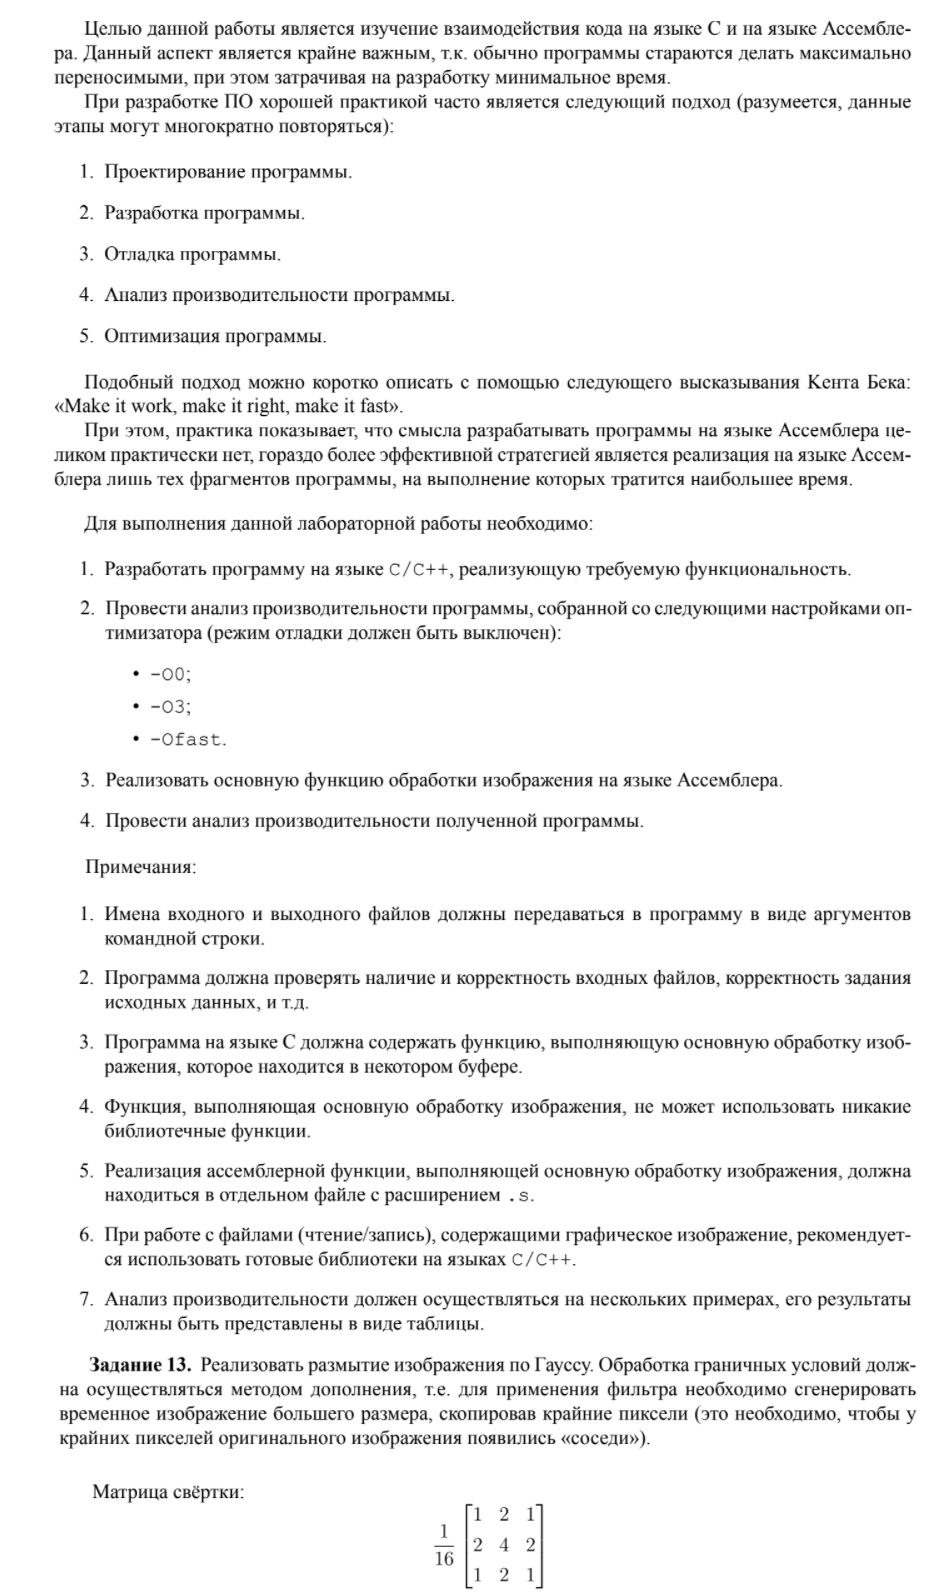 Целью данной работы является изучение взаимодействия кода на языке C и на языке Ассембле-
ра. Данный аспект является крайне важным, т.к. обычно программы стараются делать максимально
переносимыми, при этом затрачивая на разработку минимальное время.
При разработке ПО хорошей практикой часто является следующий подход (разумеется, данные
этапы могут многократно повторяться):
1. Проектирование программы.
2. Разработка программы.
3. Отладка программы.
4. Анализ производительности программы.
5. Оптимизация программы.
Подобный подход можно коротко описать с помощью следующего высказывания Кента Бека:
«Make it work, make it right, make it fast».
При этом, практика показывает, что смысла разрабатывать программы на языке Ассемблера це-
ликом практически нет, гораздо более эффективной стратегией является реализация на языке Ассем-
блера лишь тех фрагментов программы, на выполнение которых тратится наибольшее время.
Для выполнения данной лабораторной работы необходимо:
1. Разработать программу на языке C/C++, реализующую требуемую функциональность.
2. Провести анализ производительности программы, собранной со следующими настройками оп-
тимизатора (режим отладки должен быть выключен):
• -O0;
• -O3;
• -Ofast.
3. Реализовать основную функцию обработки изображения на языке Ассемблера.
4. Провести анализ производительности полученной программы.
Примечания:
1. Имена входного и выходного файлов должны передаваться в программу в виде аргументов
командной строки.
2. Программа должна проверять наличие и корректность входных файлов, корректность задания
исходных данных, и т.д.
3. Программа на языке C должна содержать функцию, выполняющую основную обработку изоб-
ражения, которое находится в некотором буфере.
4. Функция, выполняющая основную обработку изображения, не может использовать никакие
библиотечные функции.
5. Реализация ассемблерной функции, выполняющей основную обработку изображения, должна
находиться в отдельном файле с расширением .s.
6. При работе с файлами (чтение/запись), содержащими графическое изображение, рекомендует-
ся использовать готовые библиотеки на языках C/C++.
7. Анализ производительности должен осуществляться на нескольких примерах, его результаты
должны быть представлены в виде таблицы.
Задание 13. Реализовать размытие изображения по Гауссу. Обработка граничных условий долж-
на осуществляться методом дополнения, т.е. для применения фильтра необходимо сгенерировать
временное изображение большего размера, скопировав крайние пиксели (это необходимо, чтобы у
крайних пикселей оригинального изображения появились «соседи»).
Матрица свёртки:
1 2 1
1/16 2 4 2
1 2 1